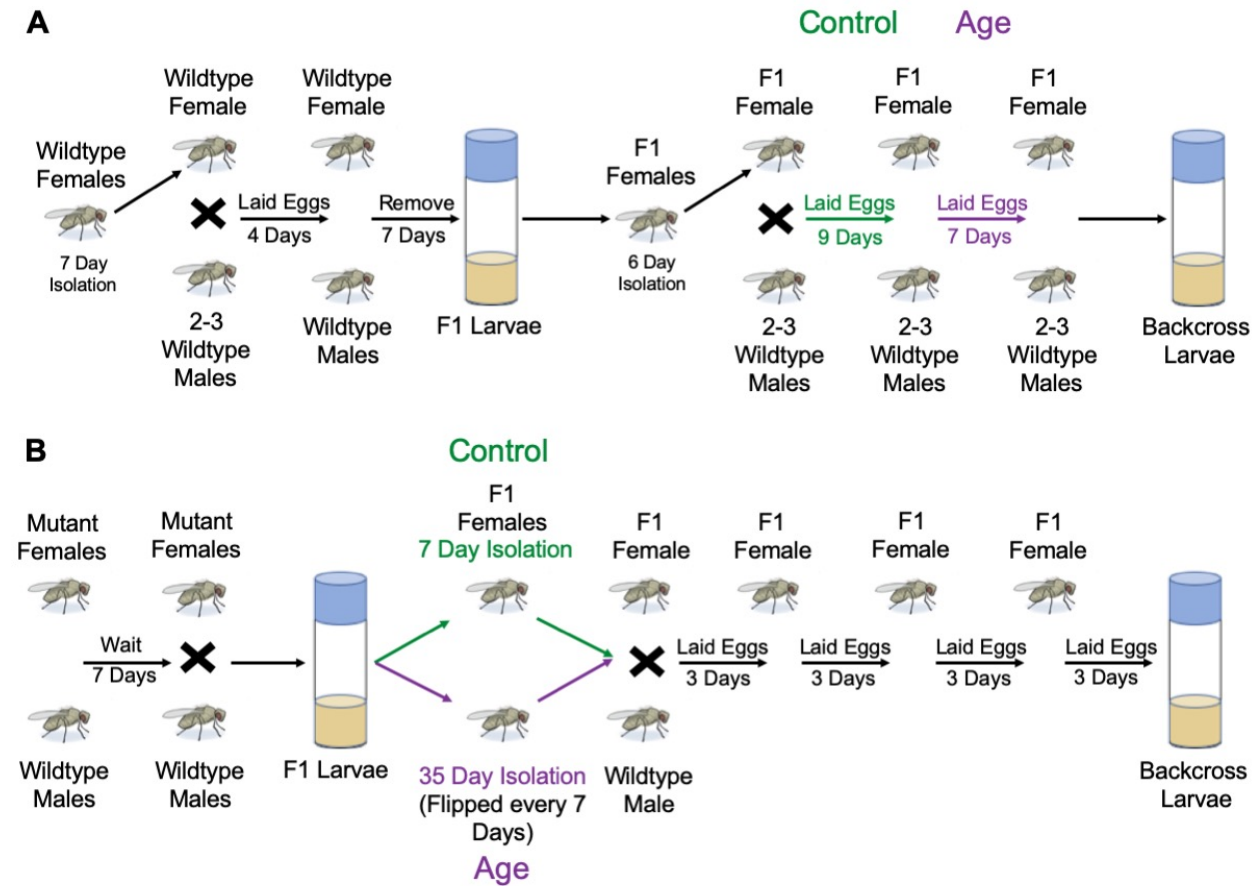 A
Control
Age
Wildtype
Females
7 Day
Isolation
Wildtype
Female
2-3
Wildtype
Males
Laid Eggs
4 Days
Wildtype
Female
Wildtype
Males
Remove
7 Days
F1 Larvae
F1
Females
6 Day
Isolation
F1
Female
2-3
Wildtype
Males
Laid Eggs
9 Days
F1
Female
2-3
Wildtype
Males
Laid Eggs
7 Days
F1
Female
2-3
Wildtype
Males
Backcross
Larvae
B
Mutant
Females
Wait
7 Days
Wildtype
Males
Mutant
Females
Wildtype
Males
F1 Larvae
Control
F1
Females
7 Day Isolation
35 Day Isolation
(Flipped every 7
Days)
Age
F1
Female
Wildtype
Male
Laid Eggs
3 Days
F1
Female
Laid Eggs
3 Days
F1
Female
Laid Eggs
3 Days
F1
Female
Laid Eggs
3 Days
Backcross
Larvae